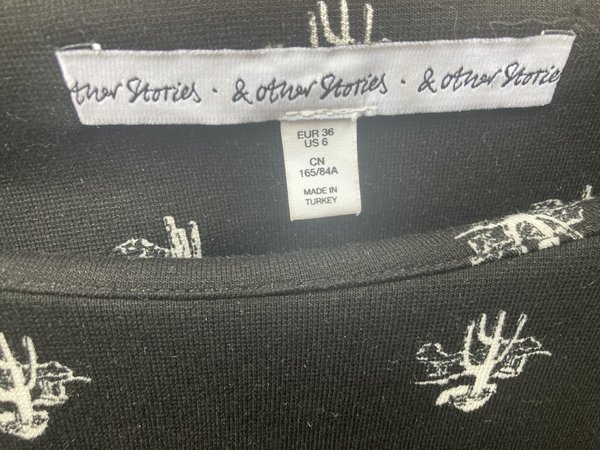 other Stories · & other Stories · & other Stories
EUR 36
US 6
CN
165/84A
MADE IN
TURKEY